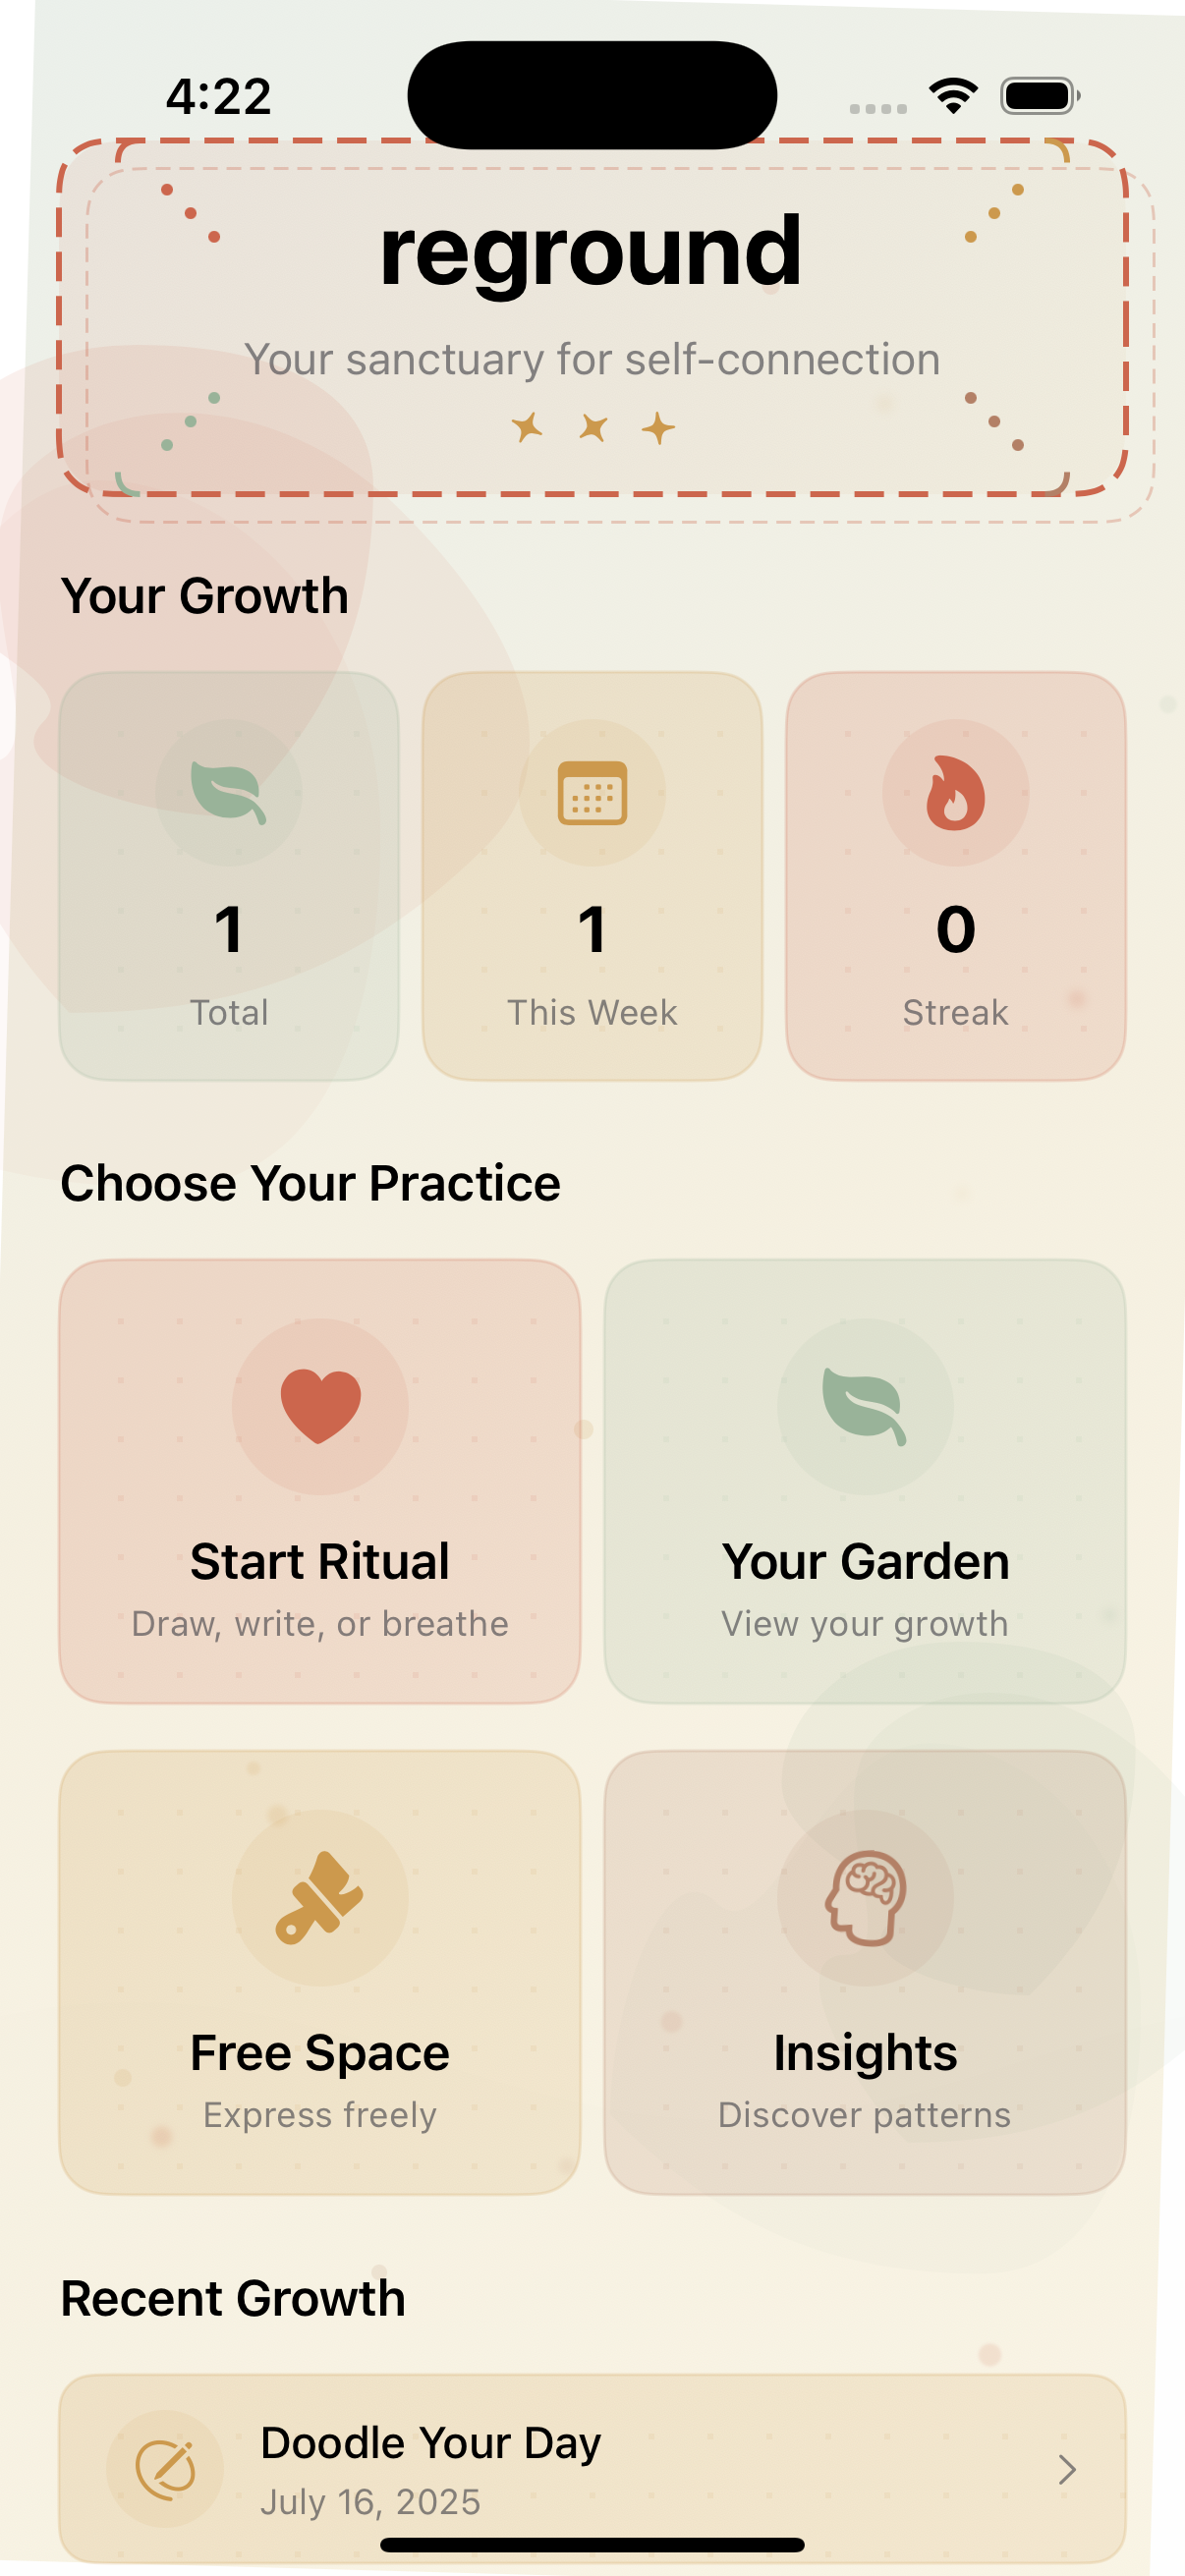 4:22
reground
Your sanctuary for self-connection
Your Growth
1
Total
1
This Week
0
Streak
Choose Your Practice
Start Ritual
Draw, write, or breathe
Your Garden
View your growth
Free Space
Express freely
Insights
Discover patterns
Recent Growth
Doodle Your Day
July 16, 2025